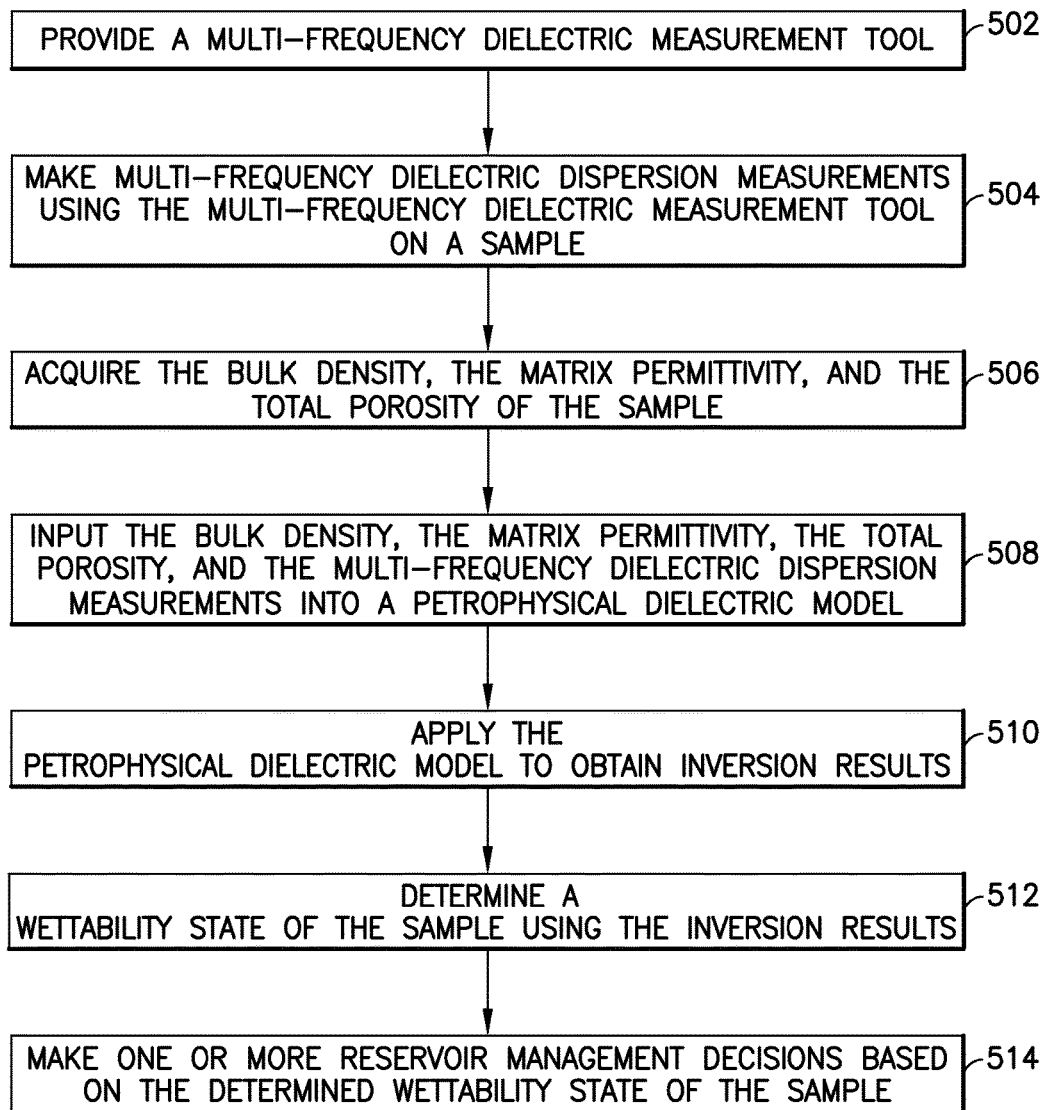 PROVIDE A MULTI-FREQUENCY DIELECTRIC MEASUREMENT TOOL
502
MAKE MULTI-FREQUENCY DIELECTRIC DISPERSION MEASUREMENTS
USING THE MULTI-FREQUENCY DIELECTRIC MEASUREMENT TOOL
ON A SAMPLE
504
ACQUIRE THE BULK DENSITY, THE MATRIX PERMITTIVITY, AND THE
TOTAL POROSITY OF THE SAMPLE
506
INPUT THE BULK DENSITY, THE MATRIX PERMITTIVITY, THE TOTAL
POROSITY, AND THE MULTI-FREQUENCY DIELECTRIC DISPERSION
MEASUREMENTS INTO A PETROPHYSICAL DIELECTRIC MODEL
508
APPLY THE
PETROPHYSICAL DIELECTRIC MODEL TO OBTAIN INVERSION RESULTS
510
DETERMINE A
WETTABILITY STATE OF THE SAMPLE USING THE INVERSION RESULTS
512
MAKE ONE OR MORE RESERVOIR MANAGEMENT DECISIONS BASED
ON THE DETERMINED WETTABILITY STATE OF THE SAMPLE
514